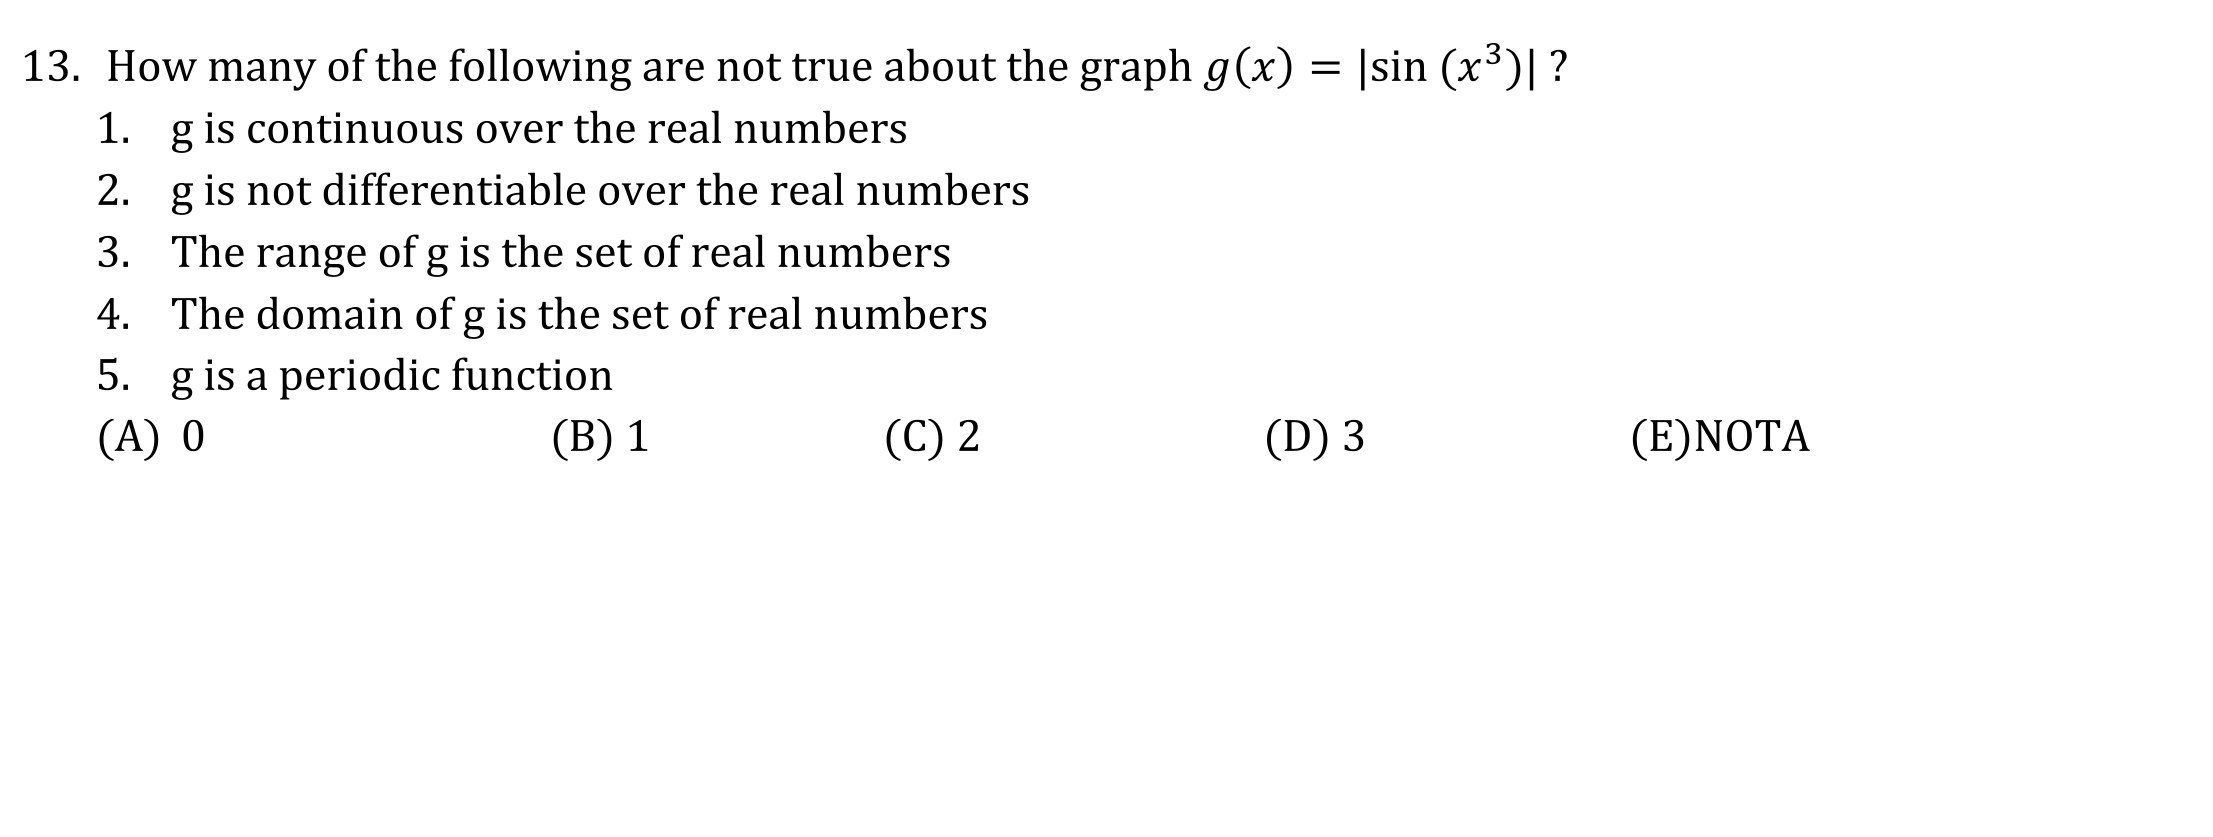 13. How many of the following are not true about the graph g(x) = |sin (x³)| ?
1. g is continuous over the real numbers
2. g is not differentiable over the real numbers
3. The range of g is the set of real numbers
4. The domain of g is the set of real numbers
5. g is a periodic function
(A) 0 (B) 1 (C) 2 (D) 3 (E)NOTA